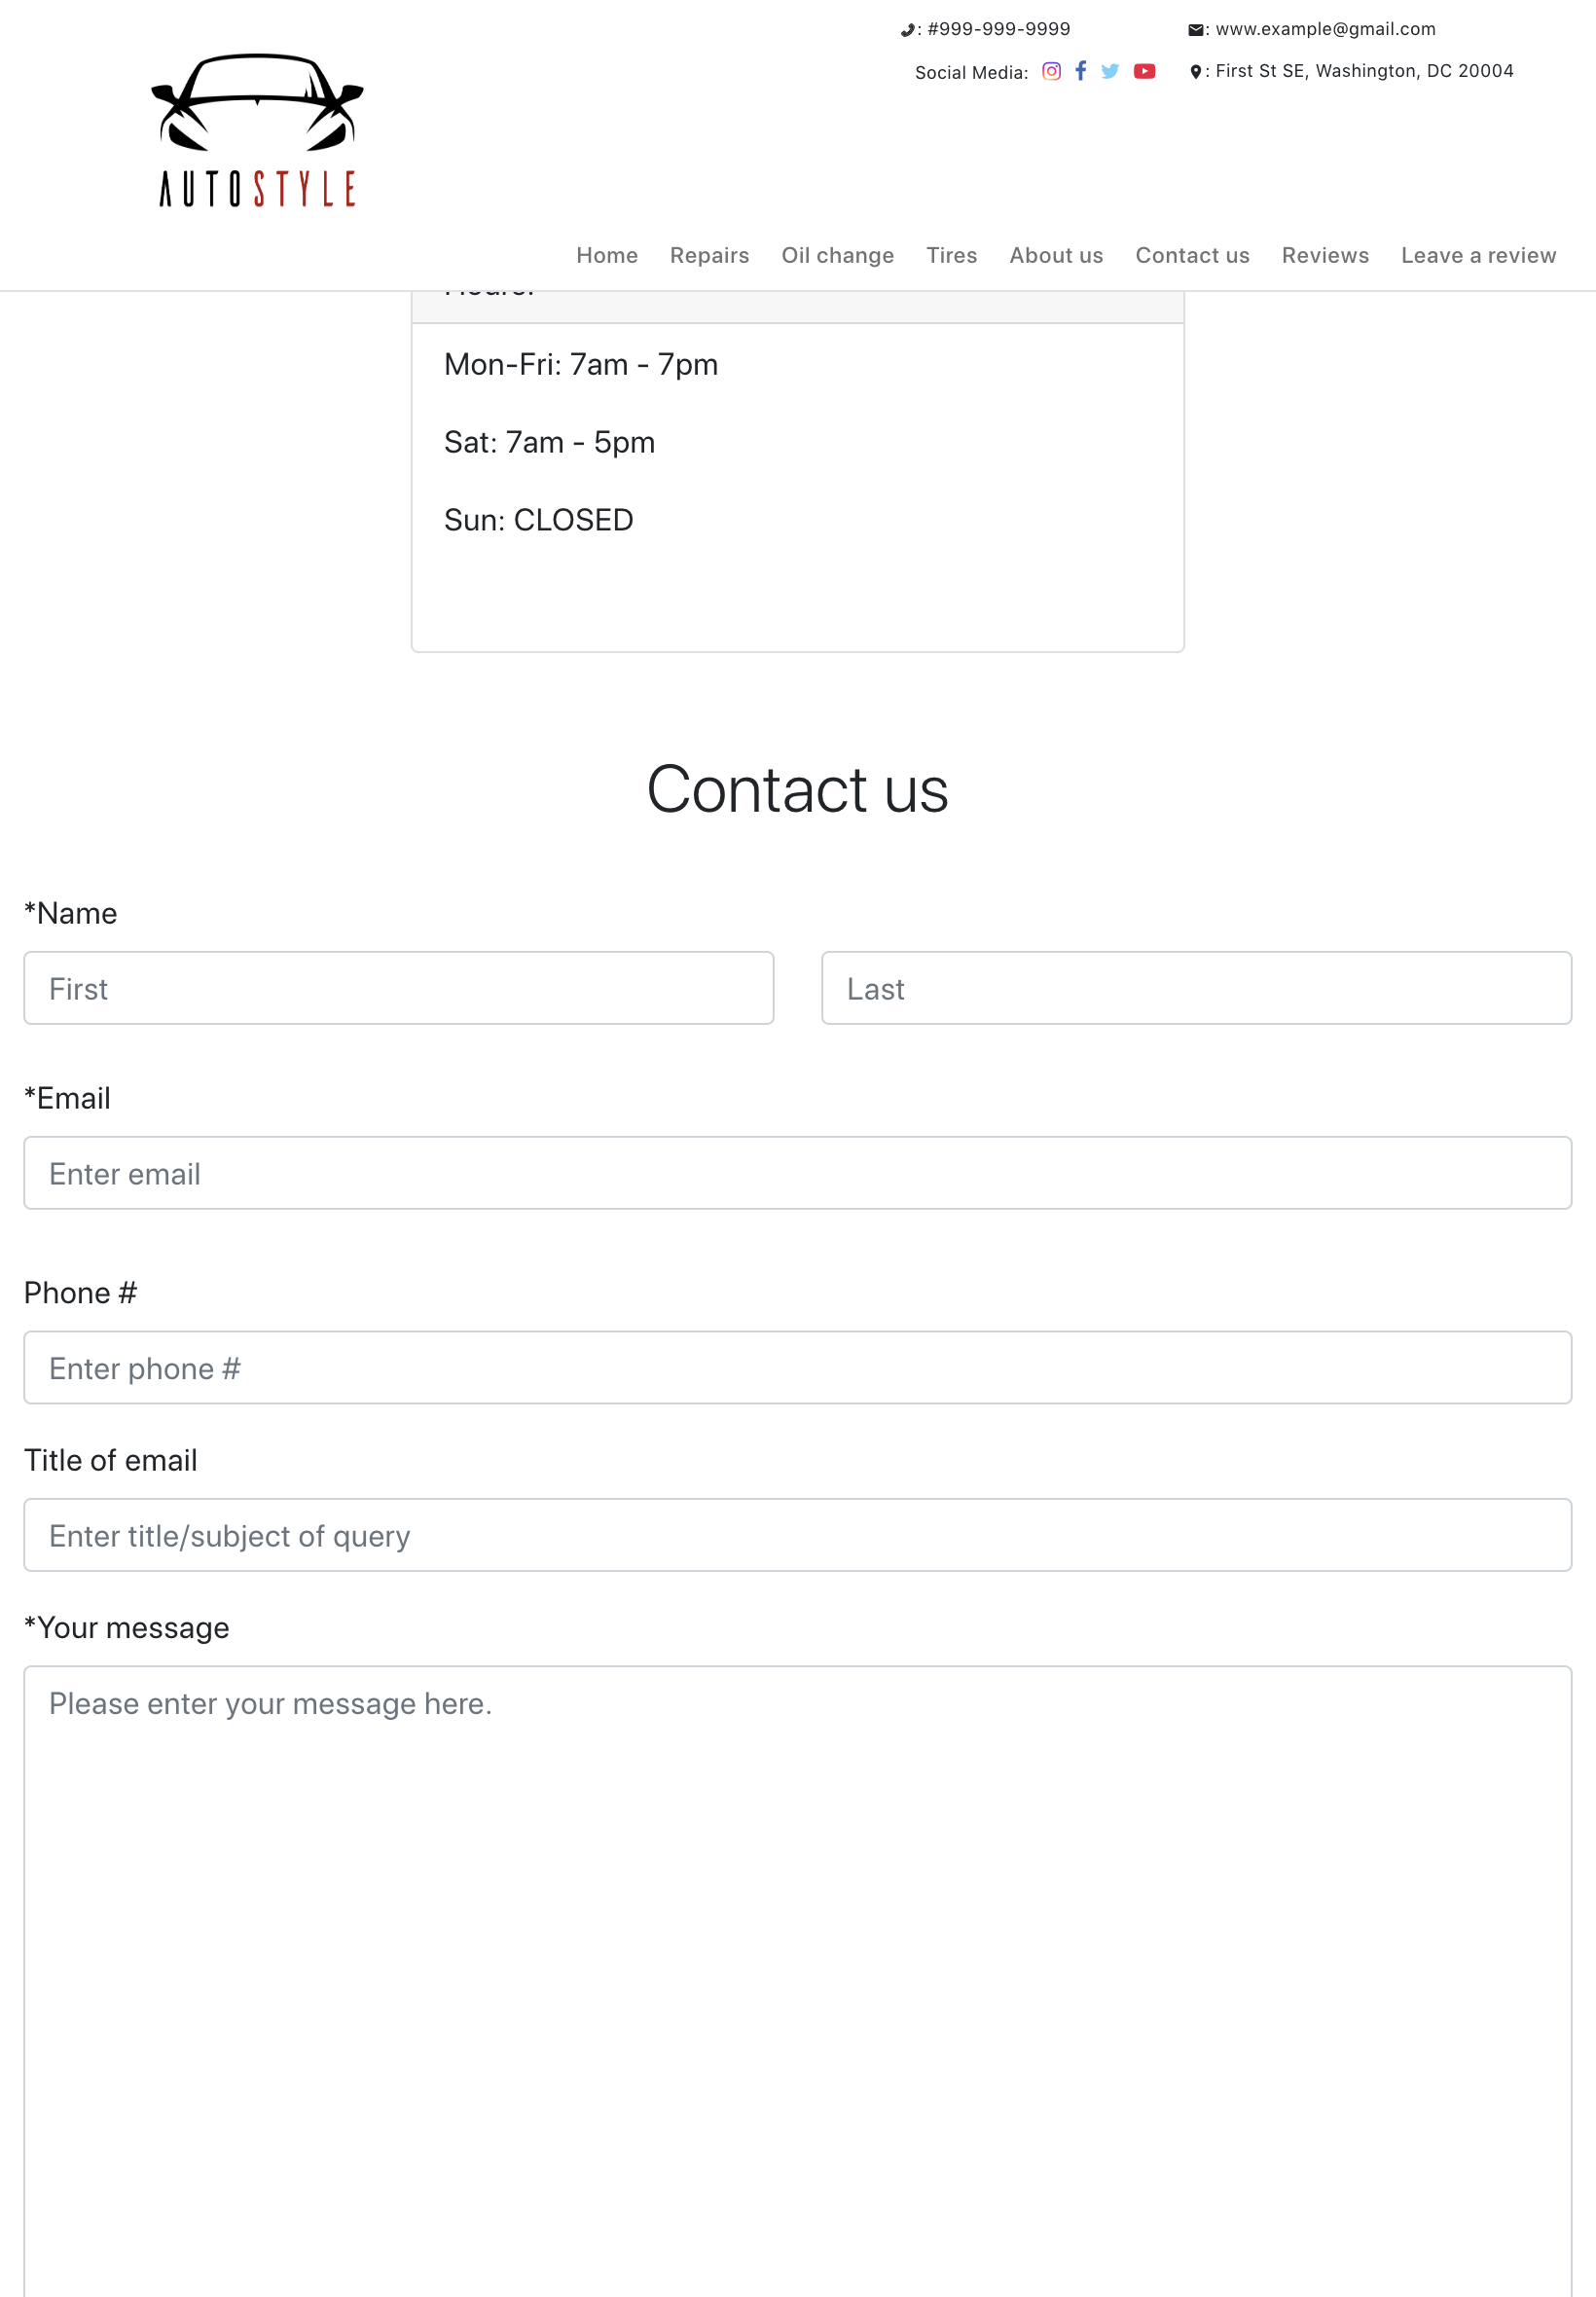 : #999-999-9999
: www.example@gmail.com
Social Media:
: First St SE, Washington, DC 20004
AUTOSTYLE
Home Repairs Oil change Tires About us Contact us Reviews Leave a review
Mon-Fri: 7am - 7pm
Sat: 7am - 5pm
Sun: CLOSED
Contact us
*Name
First Last
*Email
Enter email
Phone #
Enter phone #
Title of email
Enter title/subject of query
*Your message
Please enter your message here.